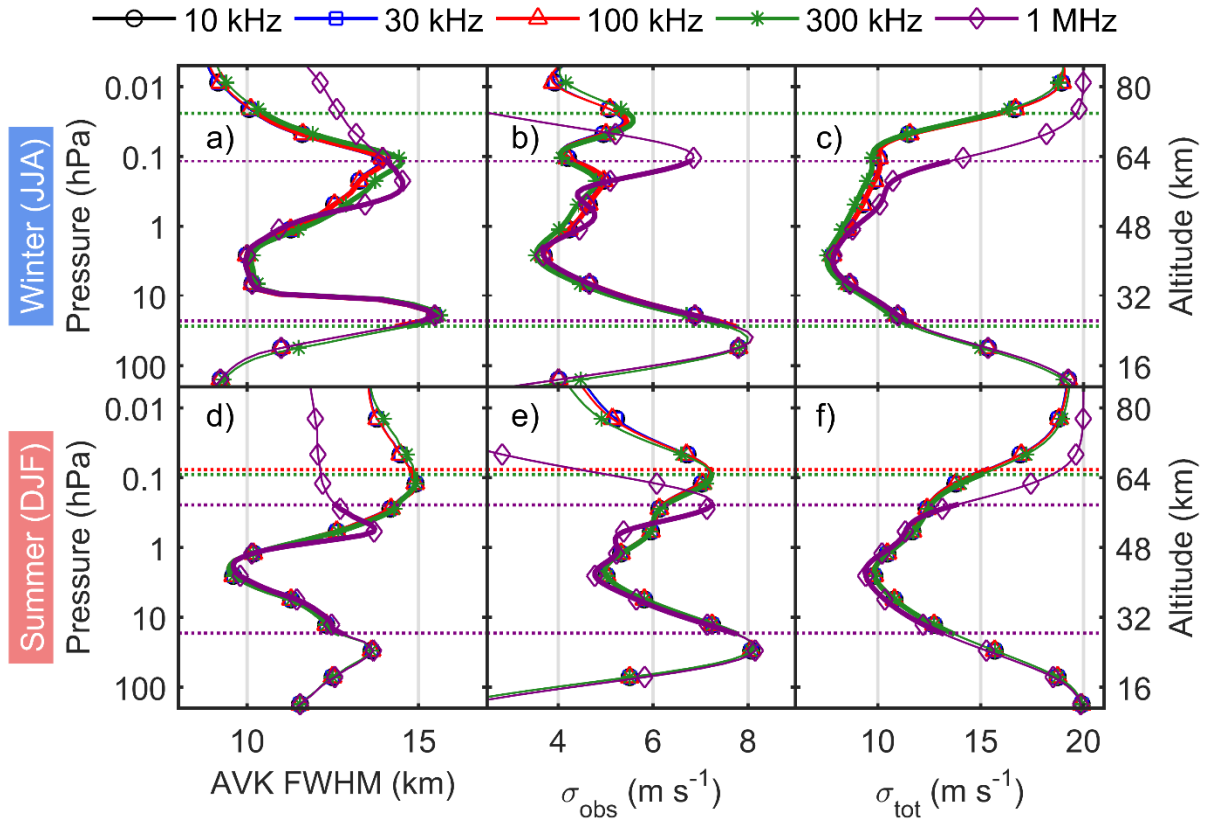 10 kHz 30 kHz 100 kHz 300 kHz 1 MHz
Winter (JJA)
Pressure (hPa)
0.01
0.1
1
10
100
a)
b)
c)
80
64
48
32
16
Altitude (km)
Summer (DJF)
Pressure (hPa)
0.01
0.1
1
10
100
d)
e)
f)
80
64
48
32
16
Altitude (km)
10 15 4 6 8 10 15 20
AVK FWHM (km) σobs (m s-1) σtot (m s-1)